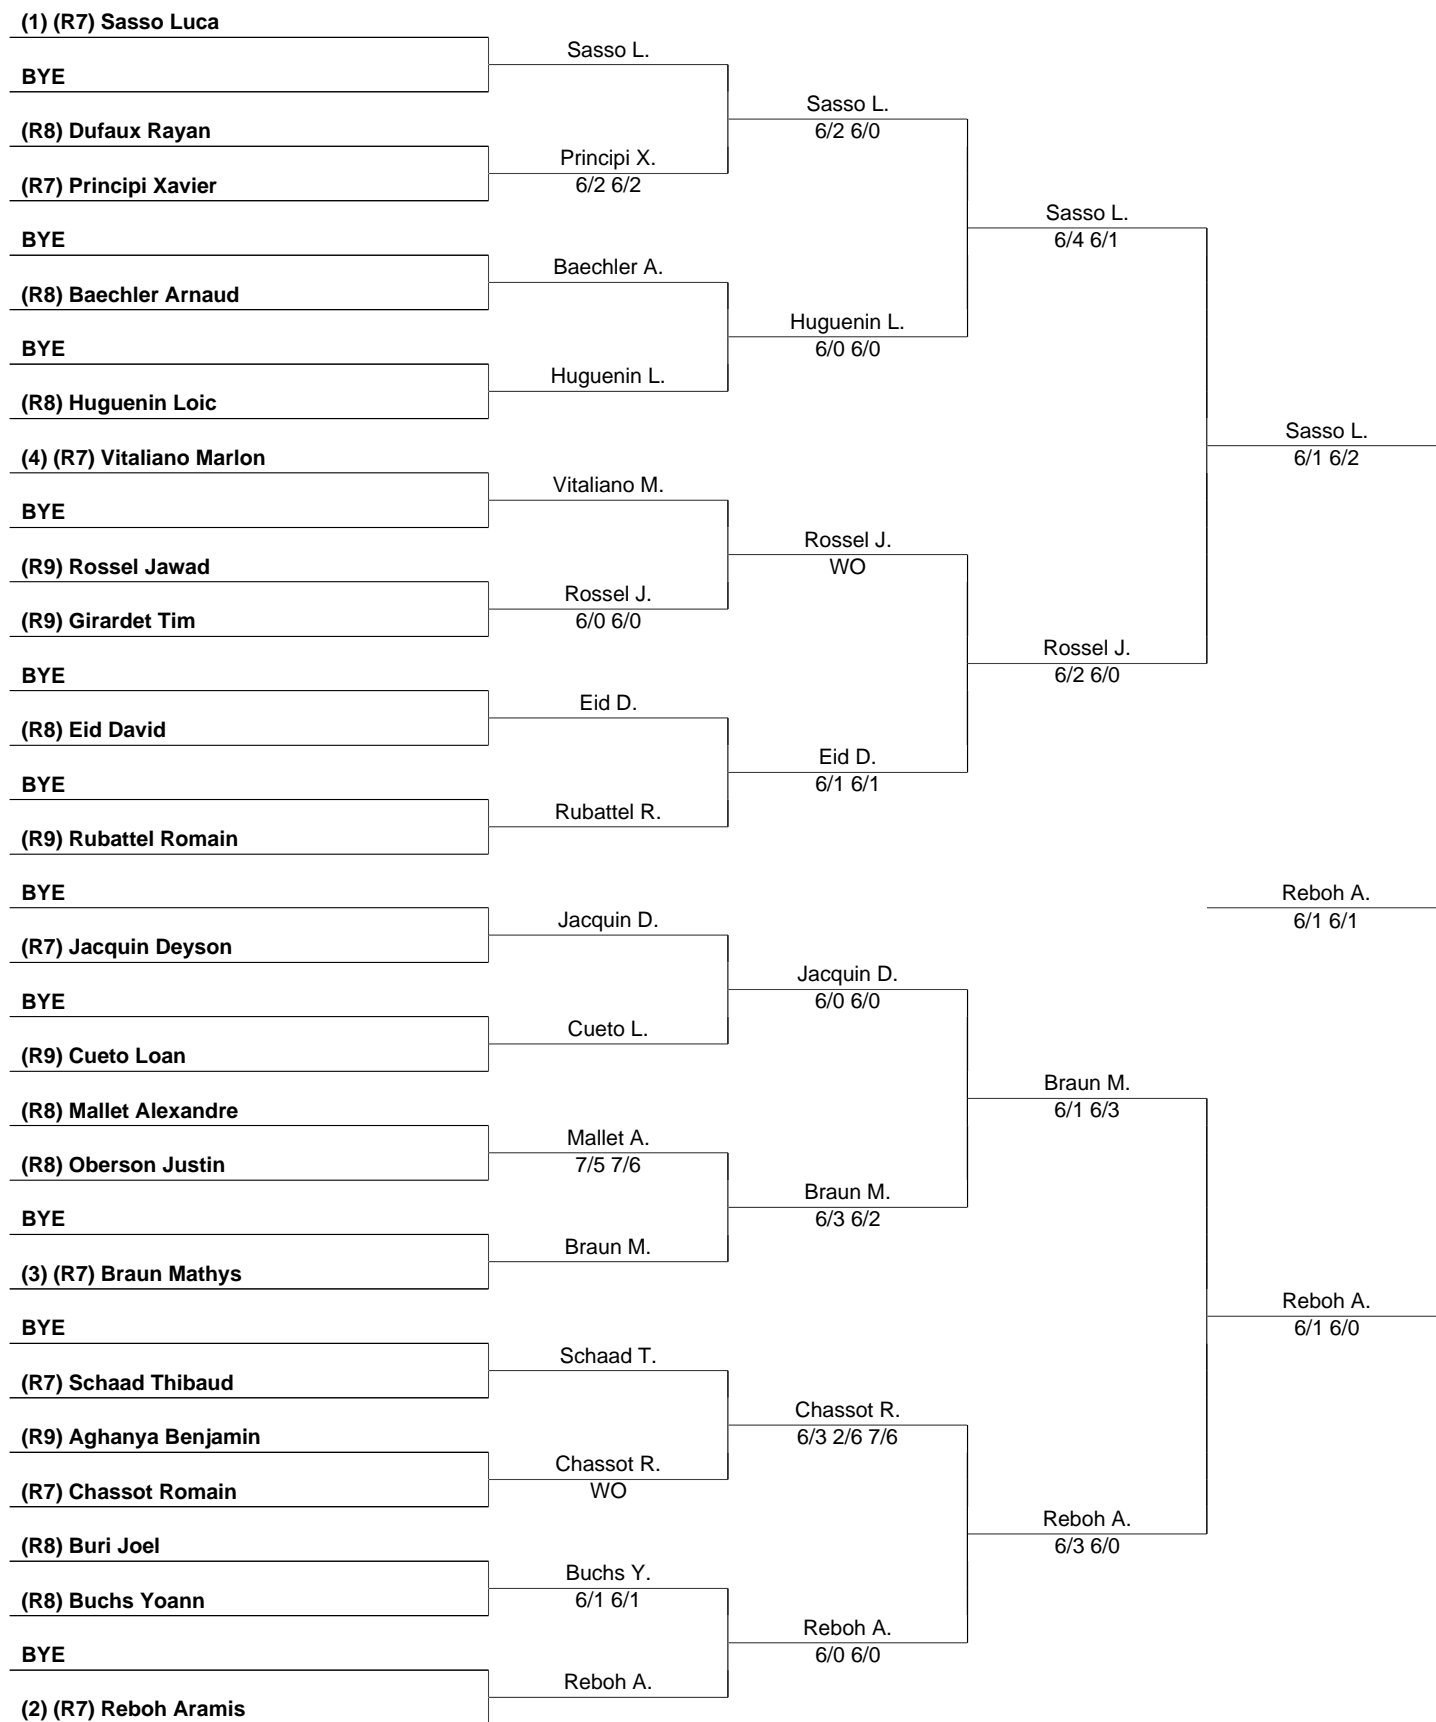 (1) (R7) Sasso Luca
Sasso L.
BYE
Sasso L.
6/2 6/0
(R8) Dufaux Rayan
Principi X.
6/2 6/2
(R7) Principi Xavier
Sasso L.
6/4 6/1
BYE
Baechler A.
(R8) Baechler Arnaud
Huguenin L.
6/0 6/0
BYE
Huguenin L.
(R8) Huguenin Loic
Sasso L.
6/1 6/2
(4) (R7) Vitaliano Marlon
Vitaliano M.
BYE
Rossel J.
WO
(R9) Rossel Jawad
Rossel J.
6/0 6/0
(R9) Girardet Tim
Rossel J.
6/2 6/0
BYE
Eid D.
(R8) Eid David
Eid D.
6/1 6/1
BYE
Rubattel R.
(R9) Rubattel Romain
BYE
Reboh A.
6/1 6/1
Jacquin D.
(R7) Jacquin Deyson
Jacquin D.
6/0 6/0
BYE
Cueto L.
(R9) Cueto Loan
Braun M.
6/1 6/3
(R8) Mallet Alexandre
Mallet A.
7/5 7/6
(R8) Oberson Justin
Braun M.
6/3 6/2
BYE
Braun M.
(3) (R7) Braun Mathys
Reboh A.
6/1 6/0
BYE
Schaad T.
(R7) Schaad Thibaud
Chassot R.
6/3 2/6 7/6
(R9) Aghanya Benjamin
Chassot R.
WO
(R7) Chassot Romain
Reboh A.
6/3 6/0
(R8) Buri Joel
Buchs Y.
6/1 6/1
(R8) Buchs Yoann
Reboh A.
6/0 6/0
BYE
Reboh A.
(2) (R7) Reboh Aramis